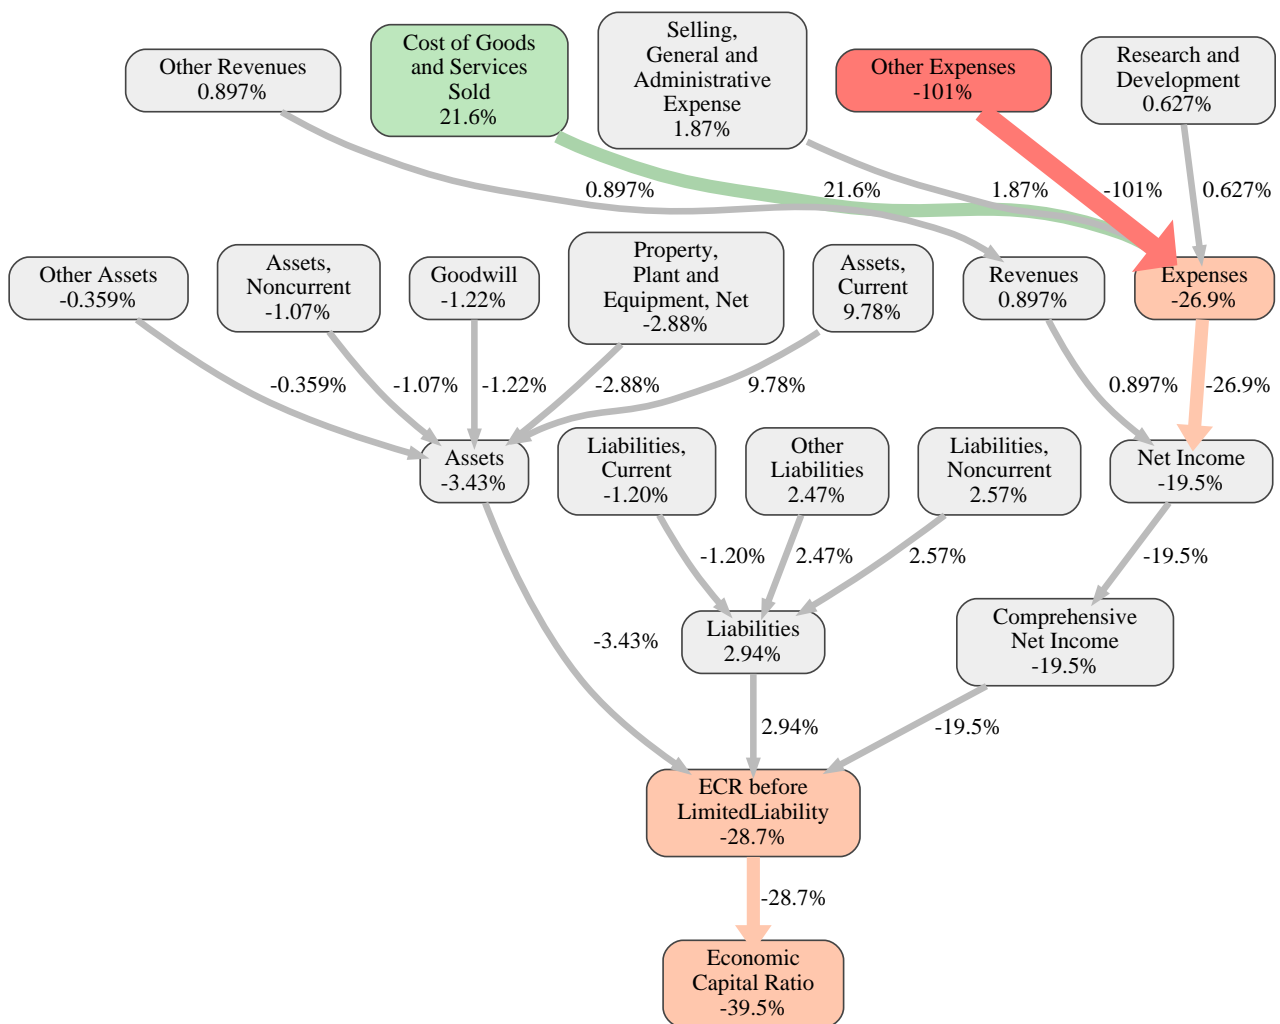 Other Revenues
0.897%
Cost of Goods
and Services
Sold
21.6%
Selling,
General and
Administrative
Expense
1.87%
Other Expenses
-101%
Research and
Development
0.627%
0.897%
21.6%
1.87%
-101%
0.627%
Other Assets
-0.359%
Assets,
Noncurrent
-1.07%
Goodwill
-1.22%
Property,
Plant and
Equipment, Net
-2.88%
Assets,
Current
9.78%
Revenues
0.897%
Expenses
-26.9%
-0.359%
-1.07%
-1.22%
-2.88%
9.78%
0.897%
-26.9%
Assets
-3.43%
Liabilities,
Current
-1.20%
Other
Liabilities
2.47%
Liabilities,
Noncurrent
2.57%
Net Income
-19.5%
-1.20%
2.47%
2.57%
-19.5%
-3.43%
Liabilities
2.94%
Comprehensive
Net Income
-19.5%
2.94%
-19.5%
ECR before
LimitedLiability
-28.7%
-28.7%
Economic
Capital Ratio
-39.5%